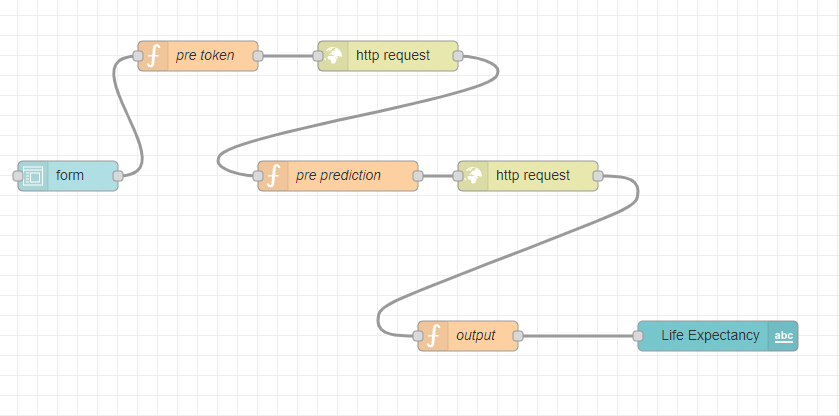 pre token
http request
form
pre prediction
http request
output
Life Expectancy
abc